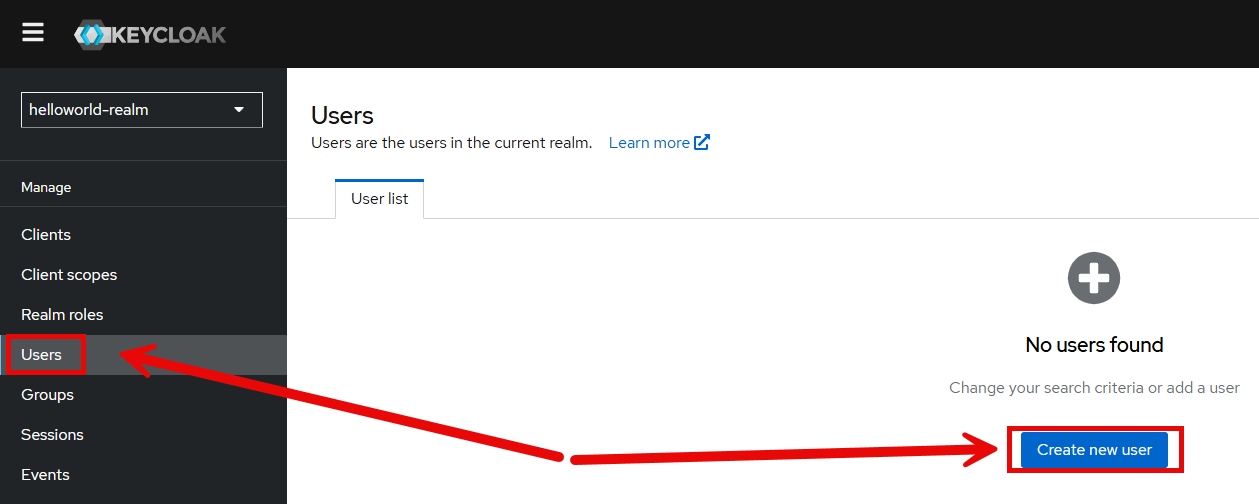 KEYCLOAK
helloworld-realm
Manage
Clients
Client scopes
Realm roles
Users
Groups
Sessions
Events
Users
Users are the users in the current realm. Learn more
User list
No users found
Change your search criteria or add a user
Create new user